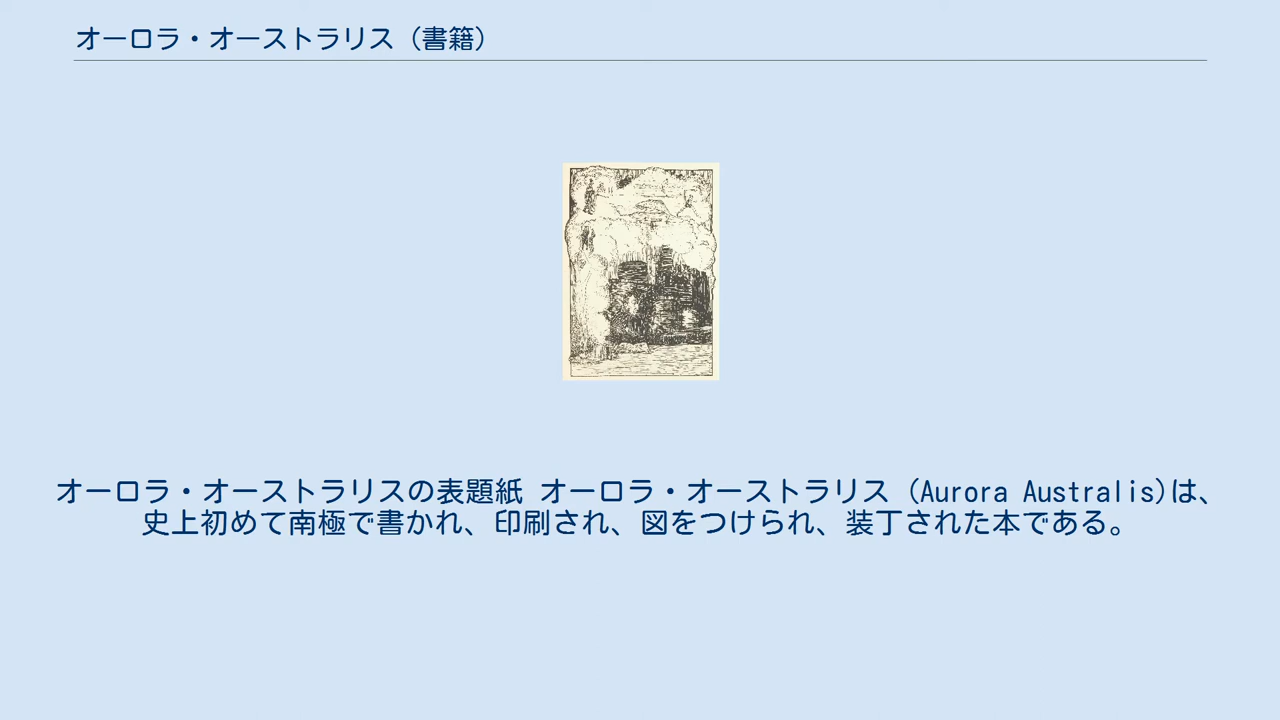 オーロラ・オーストラリス（書籍）
オーロラ・オーストラリスの表題紙 オーロラ・オーストラリス（Aurora Australis)は、
史上初めて南極で書かれ、印刷され、図をつけられ、装丁された本である。